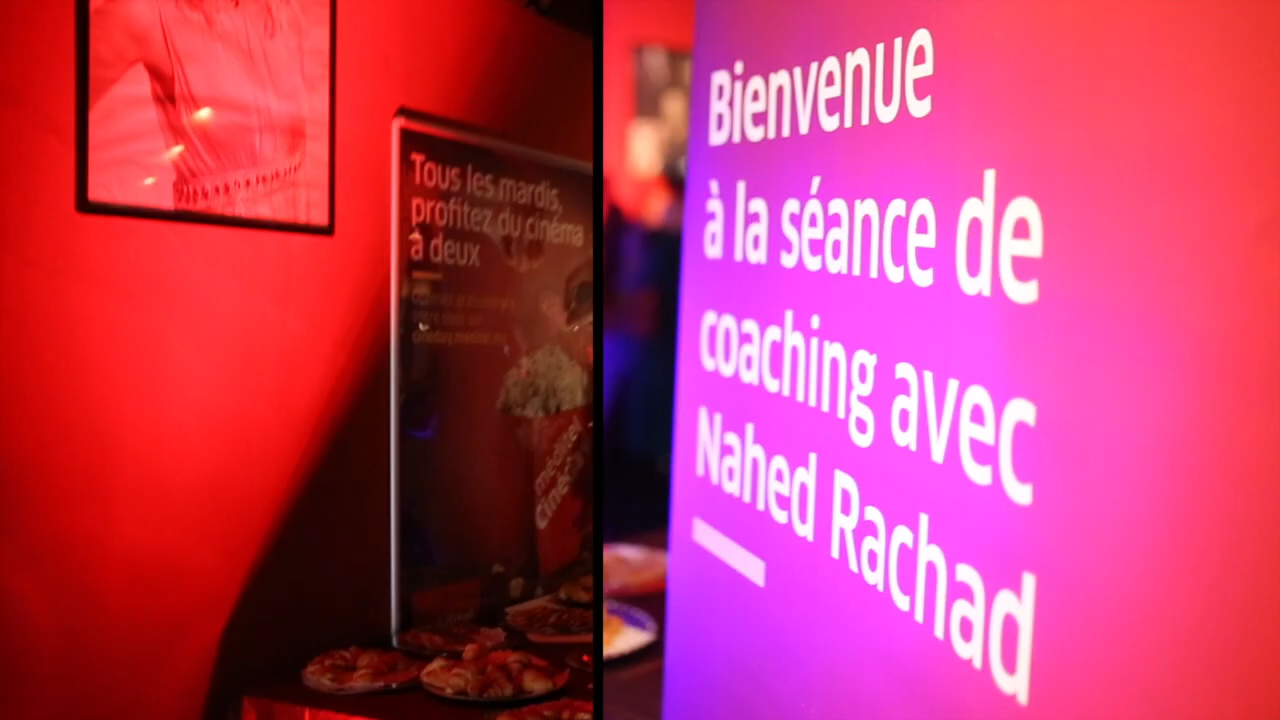 Tous les mardis,
profitez du cinéma
à deux
Bienvenue
à la séance de
coaching avec
Nahed Rachad